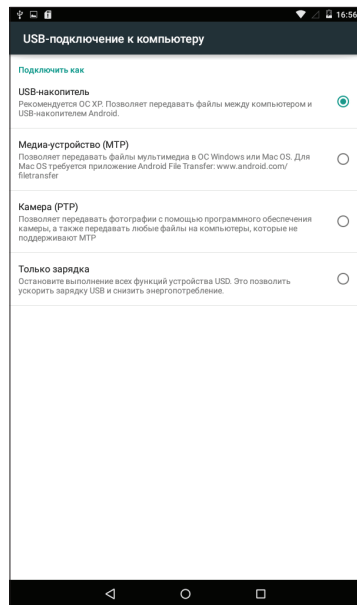 16:56
USB-подключение к компьютеру
Подключить как
USB-накопитель
Рекомендуется ОС XP. Позволяет передавать файлы между компьютером и
USB-накопителем Android.
Медиа-устройство (MTP)
Позволяет передавать файлы мультимедиа в ОС Windows или Mac OS. Для
Mac OS требуется приложение Android File Transfer: www.android.com/
filetransfer
Камера (PTP)
Позволяет передавать фотографии с помощью программного обеспечения
камеры, а также передавать любые файлы на компьютеры, которые не
поддерживают MTP
Только зарядка
Остановите выполнение всех функций устройства USD. Это позволить
ускорить зарядку USB и снизить энергопотребление.